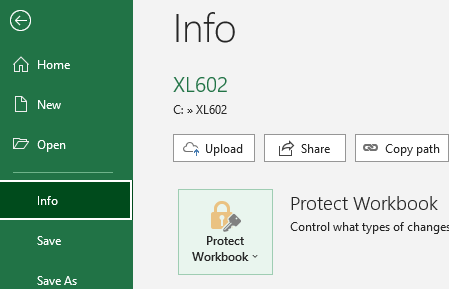 Info
Home
New
Open
Info
Save
Save As
XL602
C: » XL602
Upload
Share
Copy path
Protect
Workbook
Protect Workbook
Control what types of changes